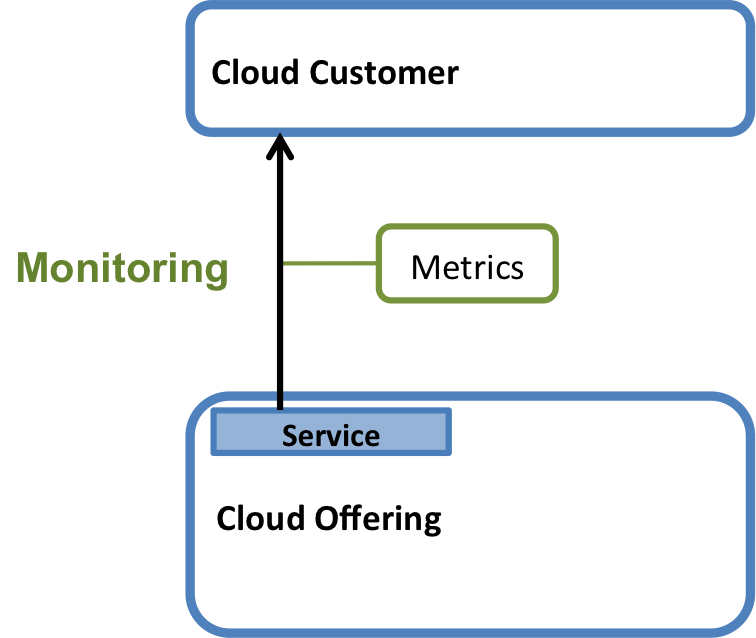 Cloud Customer
Monitoring
Metrics
Service
Cloud Offering